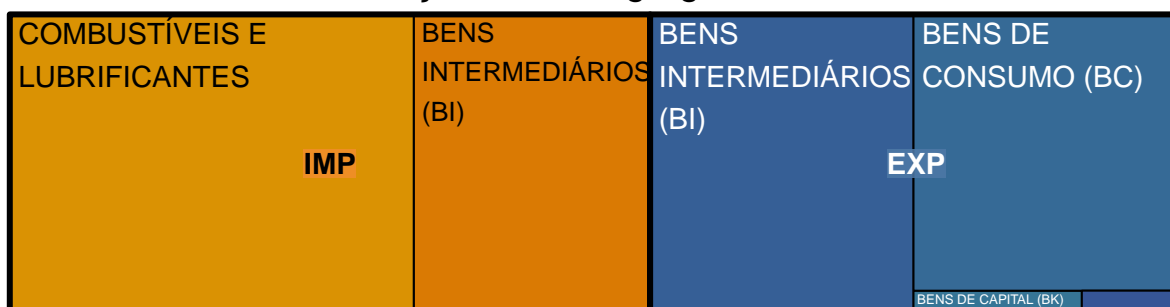 COMBUSTÍVEIS E
LUBRIFICANTES
BENS
INTERMEDIÁRIOS
(BI)
IMP
BENS
INTERMEDIÁRIOS
(BI)
BENS DE
CONSUMO (BC)
EXP
BENS DE CAPITAL (BK)